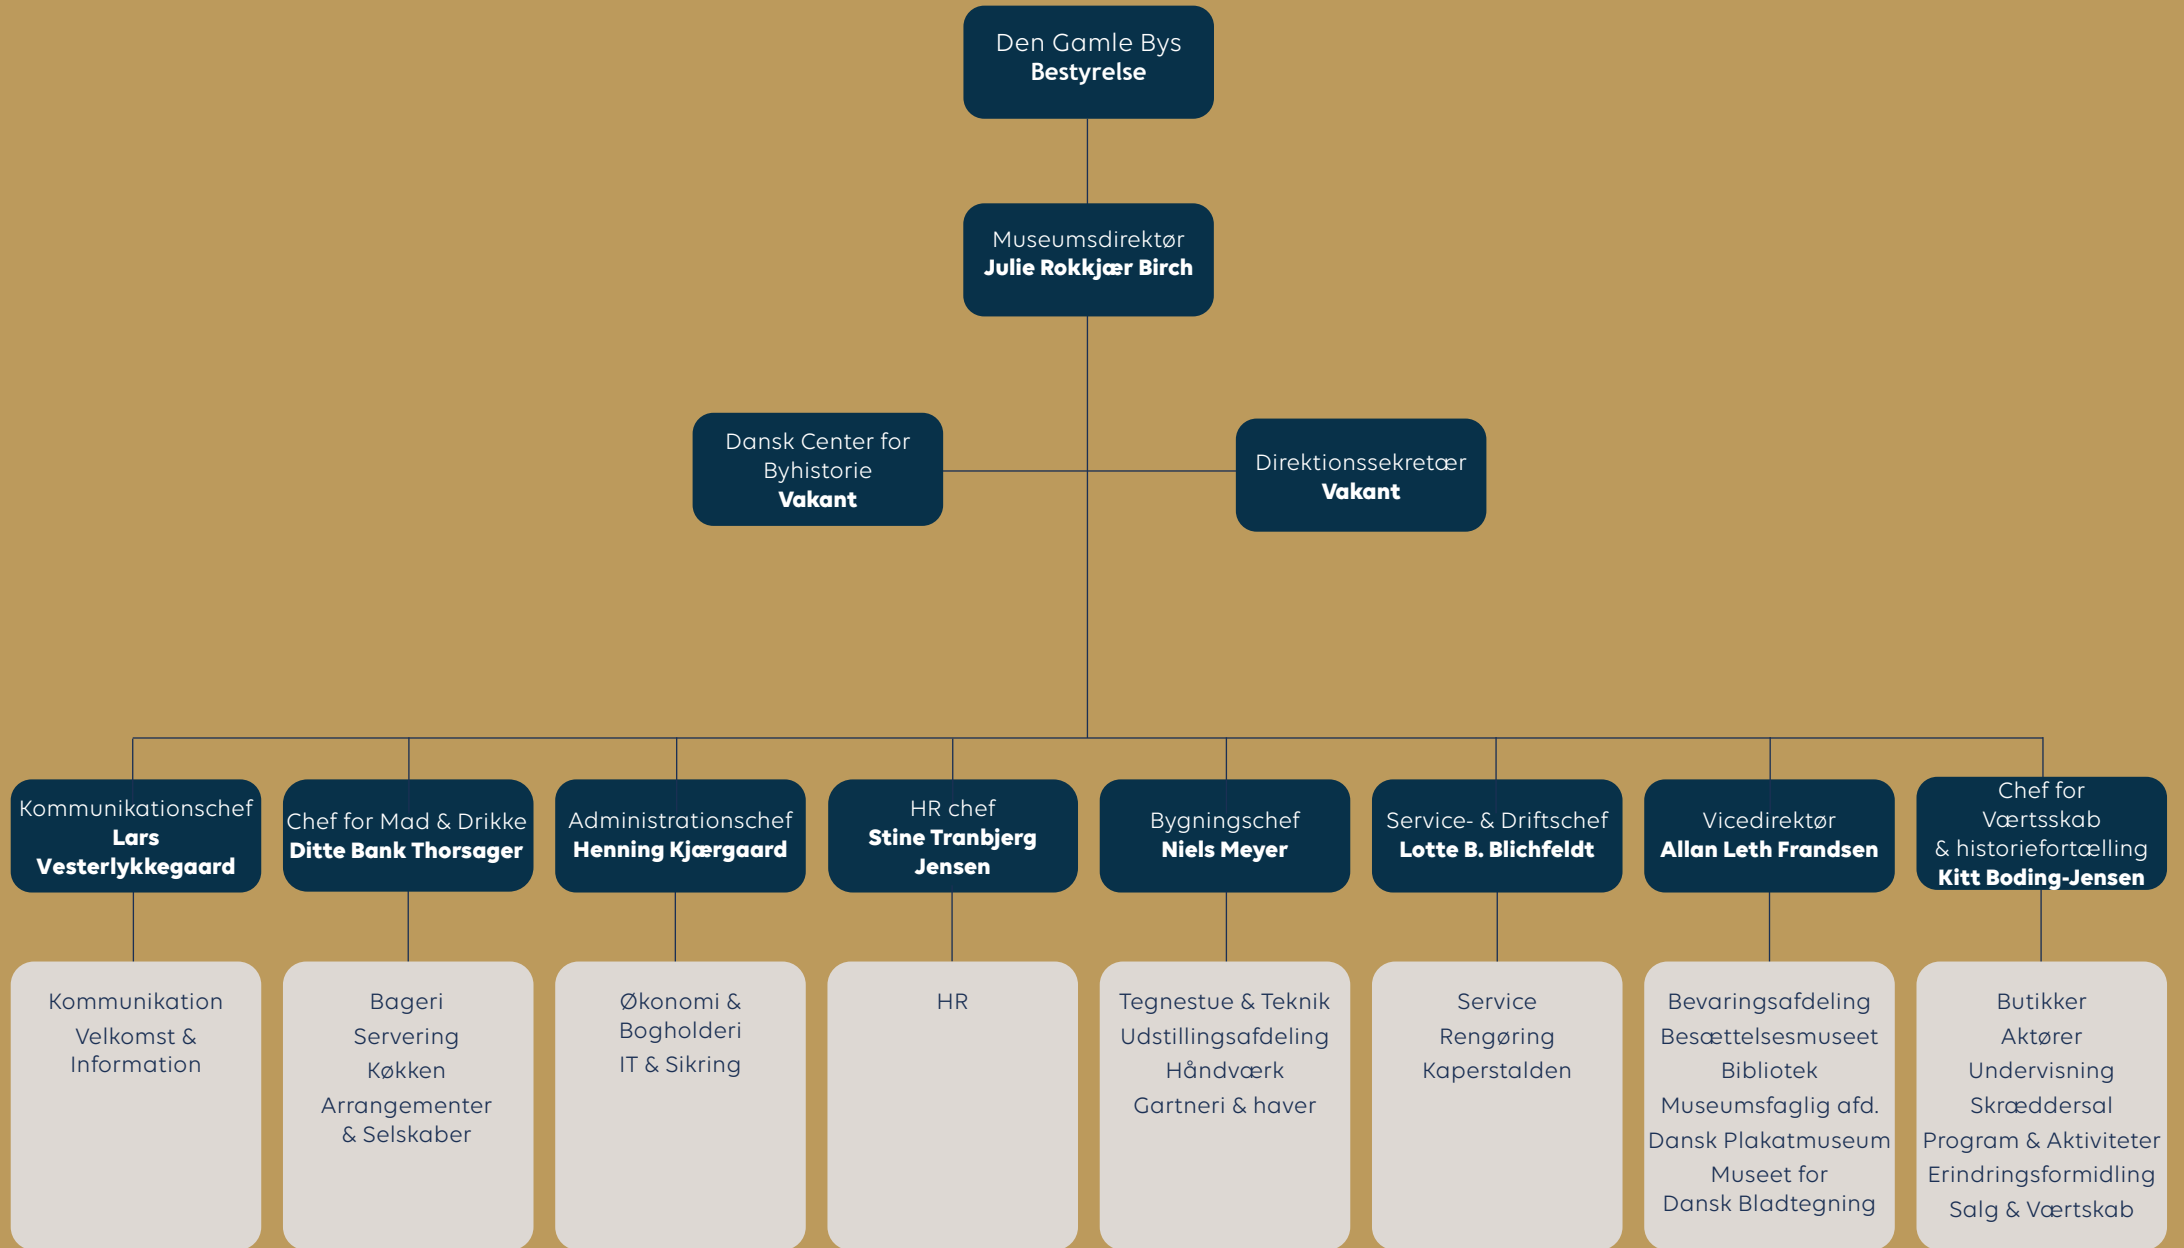 Den Gamle Bys
Bestyrelse
Museumsdirektør
Julie Rokkjær Birch
Dansk Center for
Byhistorie
Vakant
Direktionssekretær
Vakant
Kommunikationschef
Lars
Vesterlykkegaard
Chef for Mad & Drikke
Ditte Bank Thorsager
Administrationschef
Henning Kjærgaard
HR chef
Stine Tranbjerg
Jensen
Bygningschef
Niels Meyer
Service- & Driftschef
Lotte B. Blichfeldt
Vicedirektør
Allan Leth Frandsen
Chef for
Værtsskab
& historiefortælling
Kitt Boding-Jensen
Kommunikation
Velkomst &
Information
Bageri
Servering
Køkken
Arrangementer
& Selskaber
Økonomi &
Bogholderi
IT & Sikring
HR
Tegnestue & Teknik
Udstillingsafdeling
Håndværk
Gartneri & haver
Service
Rengøring
Kaperstalden
Bevaringsafdeling
Besættelsesmuseet
Bibliotek
Museumsfaglig afd.
Dansk Plakatmuseum
Museet for
Dansk Bladtegning
Butikker
Aktører
Undervisning
Skræddersal
Program & Aktiviteter
Erindringsformidling
Salg & Værtskab